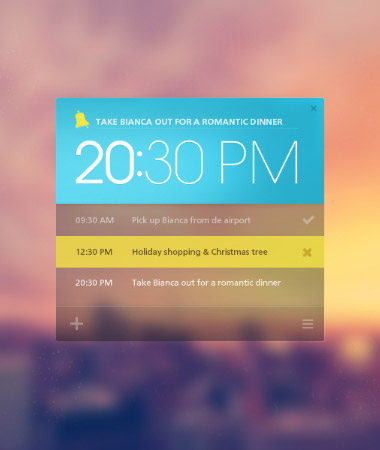 TAKE BIANCA OUT FOR A ROMANTIC DINNER
20:30 PM
09:30 AM Pick up Bianca from de airport
12:30 PM Holiday shopping & Christmas tree
20:30 PM Take Bianca out for a romantic dinner